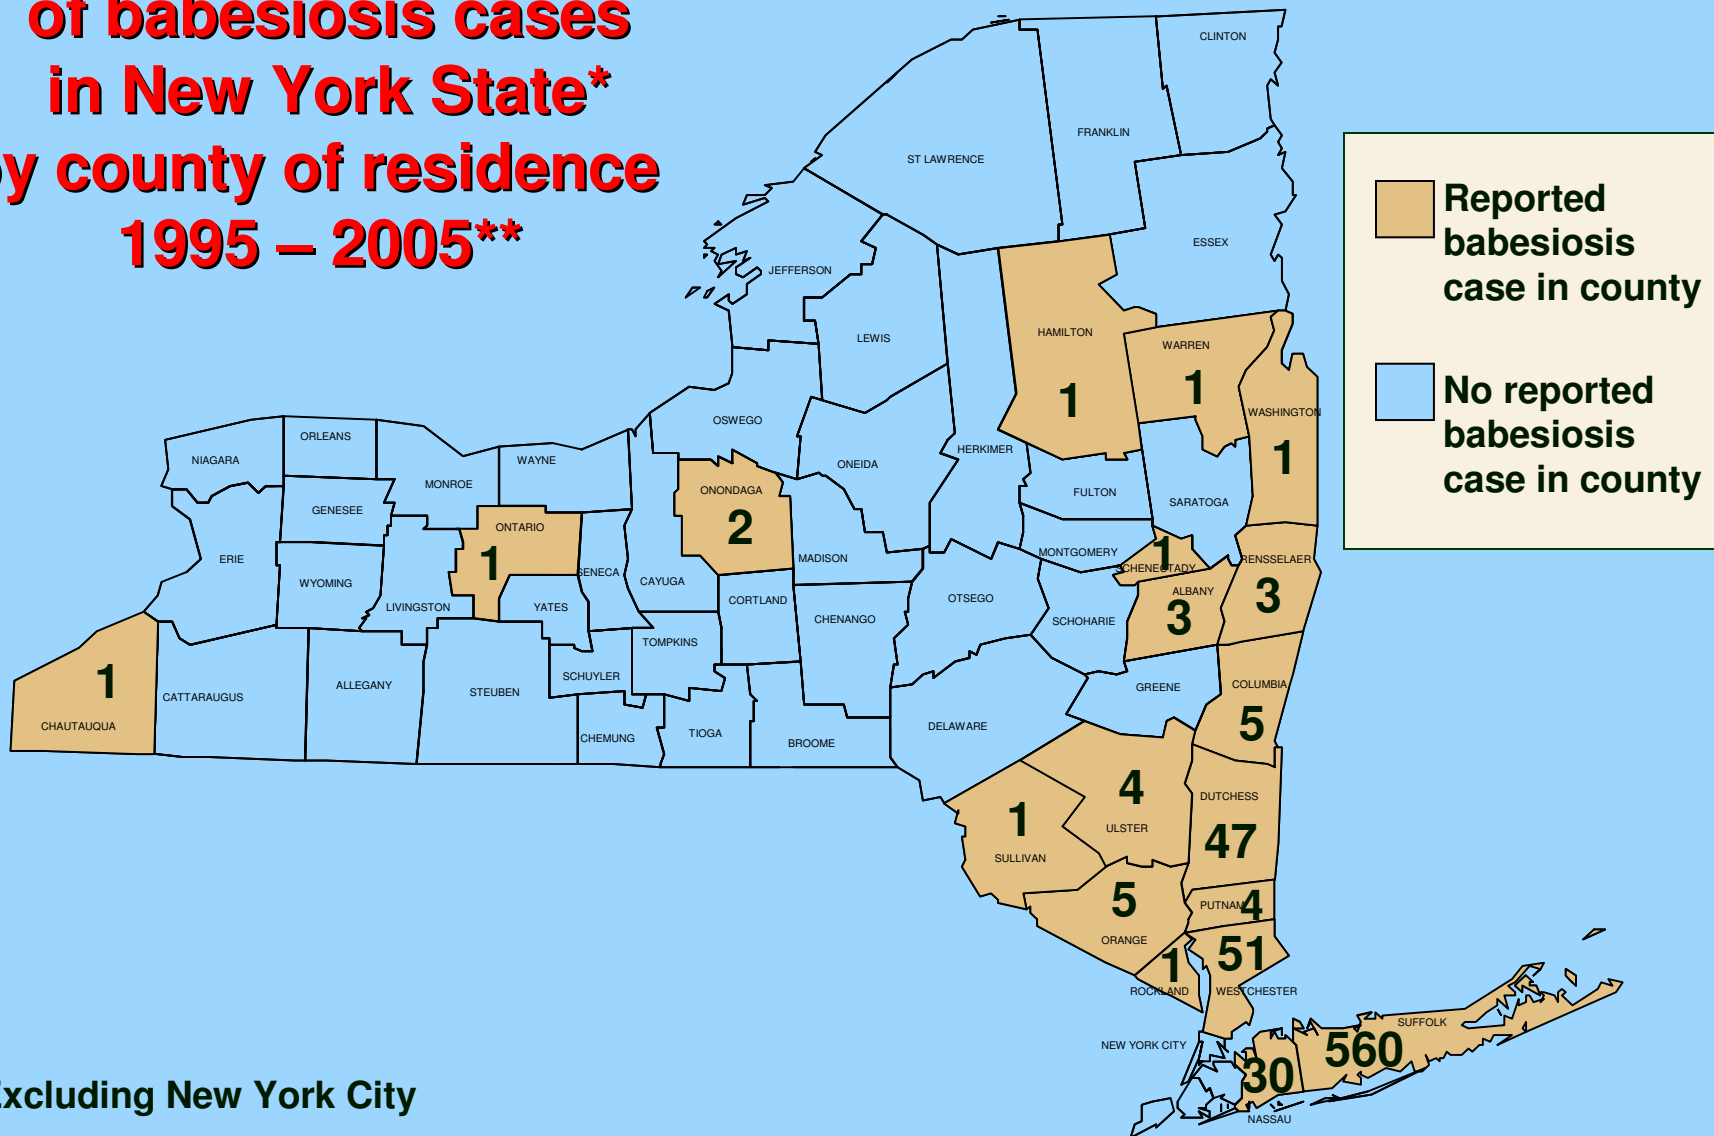 of babesiosis cases
in New York State*
by county of residence
1995 – 2005**
Reported
babesiosis
case in county
No reported
babesiosis
case in county
CLINTON
FRANKLIN
ST LAWRENCE
ESSEX
JEFFERSON
LEWIS
HAMILTON
1
WARREN
1
WASHINGTON
1
OSWEGO
ONEIDA
HERKIMER
FULTON
SARATOGA
ORLEANS
NIAGARA
WAYNE
MONROE
ONONDAGA
2
GENESEE
ONTARIO
1
ERIE
WYOMING
SENECA
CAYUGA
MADISON
MONTGOMERY
1
SCHENECTADY
RENSSELAER
3
LIVINGSTON
YATES
CORTLAND
CHENANGO
OTSEGO
SCHOHARIE
ALBANY
3
TOMPKINS
SCHUYLER
1
CHAUTAUQUA
CATTARAUGUS
ALLEGANY
STEUBEN
CHEMUNG
TIOGA
BROOME
DELAWARE
GREENE
COLUMBIA
5
4
ULSTER
DUTCHESS
47
1
SULLIVAN
5
ORANGE
PUTNAM
4
1
ROCKLAND
51
WESTCHESTER
NEW YORK CITY
SUFFOLK
560
30
NASSAU
Excluding New York City